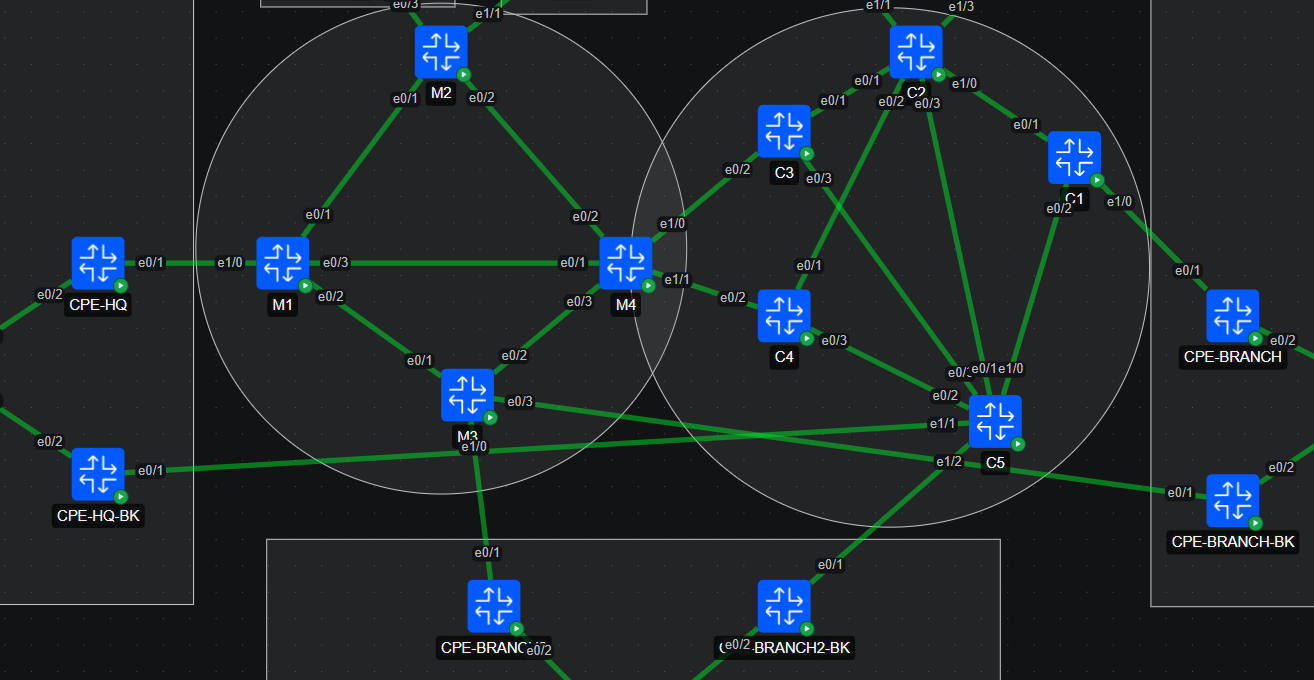 e0/3
e1/1
e1/1
e1/3
M2
e0/1
e0/2
e0/1
e1/0
C2
e0/1
e0/2
e0/3
e0/1
C3
e0/2
e0/3
C1
e0/2
e1/0
e0/1
e0/2
e1/0
CPE-HQ
e0/1
e0/2
e1/0
M1
e0/3
e0/2
e0/1
M4
e0/3
e1/1
e0/1
e0/2
C4
e0/3
e0/1
CPE-BRANCH
e0/2
e0/1
e0/2
M3
e0/3
e1/0
e0/1
e1/0
e0/2
e1/1
e1/2
C5
e0/2
e0/1
CPE-HQ-BK
e0/1
e0/2
CPE-BRANCH-BK
e0/1
e0/1
CPE-BRANC
e0/2
e0/2
BRANCH2-BK